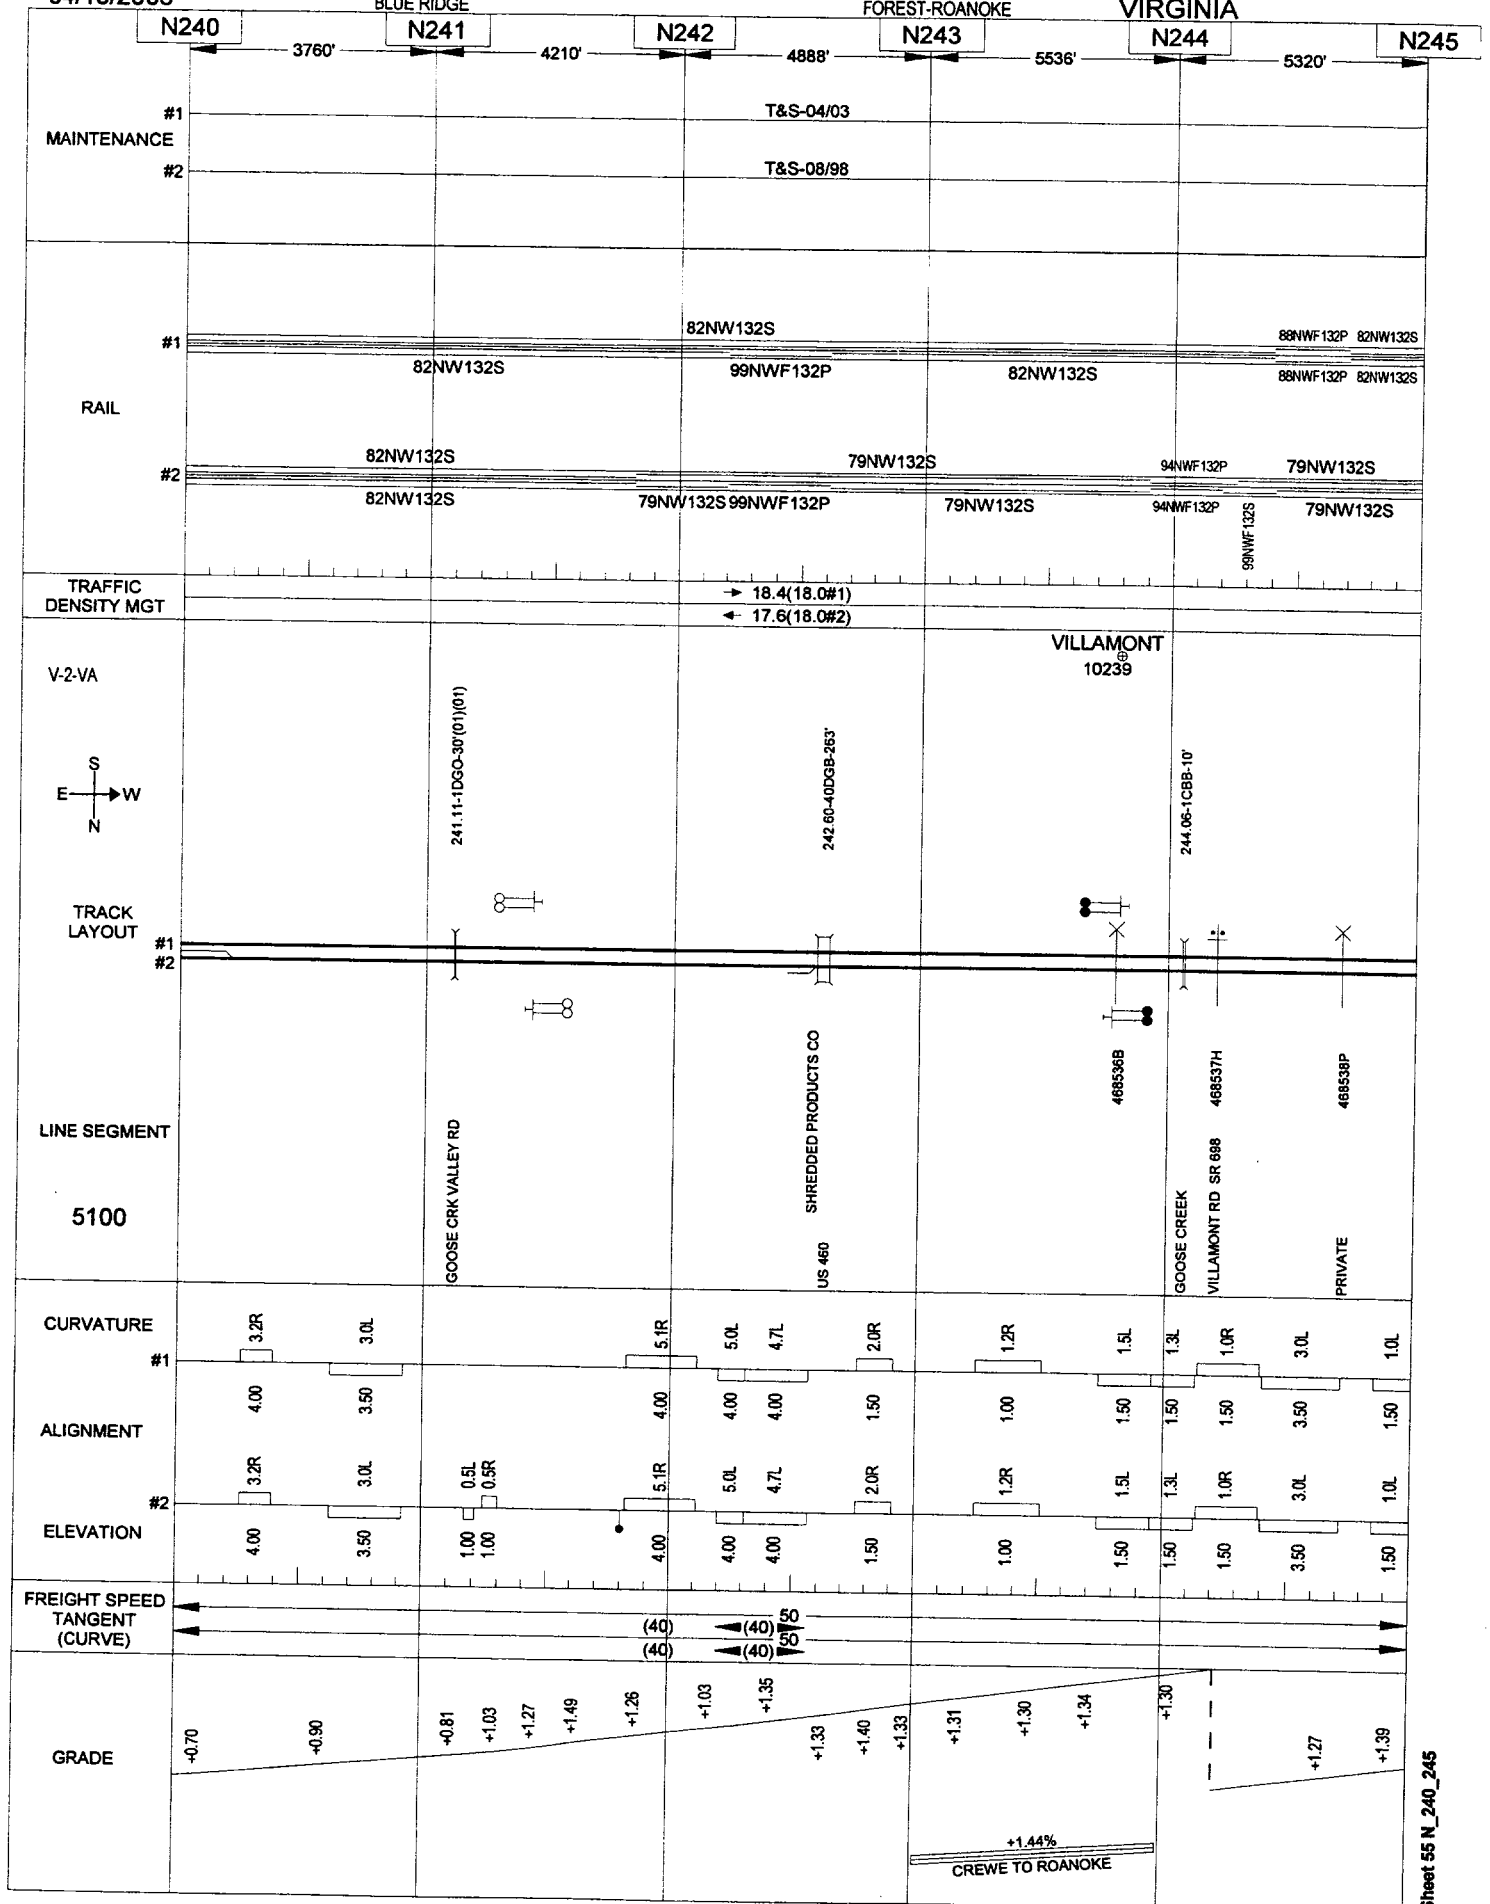 BLUE RIDGE
FOREST-ROANOKE
VIRGINIA
N240
N241
N242
N243
N244
N245
3760'
4210'
4888'
5536'
5320'
MAINTENANCE
#1
T&S-04/03
#2
T&S-08/98
RAIL
#1
82NW132S
88NWF132P
82NW132S
82NW132S
99NWF132P
82NW132S
88NWF132P
82NW132S
#2
82NW132S
79NW132S
94NWF132P
79NW132S
82NW132S
79NW132S
99NWF132P
79NW132S
94NWF132P
99NWF132S
79NW132S
TRAFFIC
DENSITY MGT
18.4(18.0#1)
17.6(18.0#2)
V-2-VA
VILLAMONT
10239
S
E
W
N
241.11-1DGO-30'(01)(01)
242.60-40DGB-263'
244.06-1CBB-10'
TRACK
LAYOUT
#1
#2
LINE SEGMENT
5100
GOOSE CRK VALLEY RD
SHREDDED PRODUCTS CO
US 460
468536B
GOOSE CREEK
468537H
VILLAMONT RD SR 698
468538P
PRIVATE
CURVATURE
#1
3.2R
3.0L
5.1R
5.0L
4.7L
2.0R
1.2R
1.5L
1.3L
1.0R
3.0L
1.0L
4.00
3.50
4.00
4.00
4.00
1.50
1.00
1.50
1.50
1.50
3.50
1.50
ALIGNMENT
#2
3.2R
3.0L
0.5L
0.5R
5.1R
5.0L
4.7L
2.0R
1.2R
1.5L
1.3L
1.0R
3.0L
1.0L
ELEVATION
4.00
3.50
1.00
1.00
4.00
4.00
4.00
1.50
1.00
1.50
1.50
1.50
3.50
1.50
FREIGHT SPEED
TANGENT
(CURVE)
50
(40)
(40)
50
(40)
(40)
GRADE
+0.70
+0.90
+0.81
+1.03
+1.27
+1.49
+1.26
+1.03
+1.35
+1.33
+1.40
+1.33
+1.31
+1.30
+1.34
+1.30
+1.27
+1.39
+1.44%
CREWE TO ROANOKE
Sheet 55 N_240_245